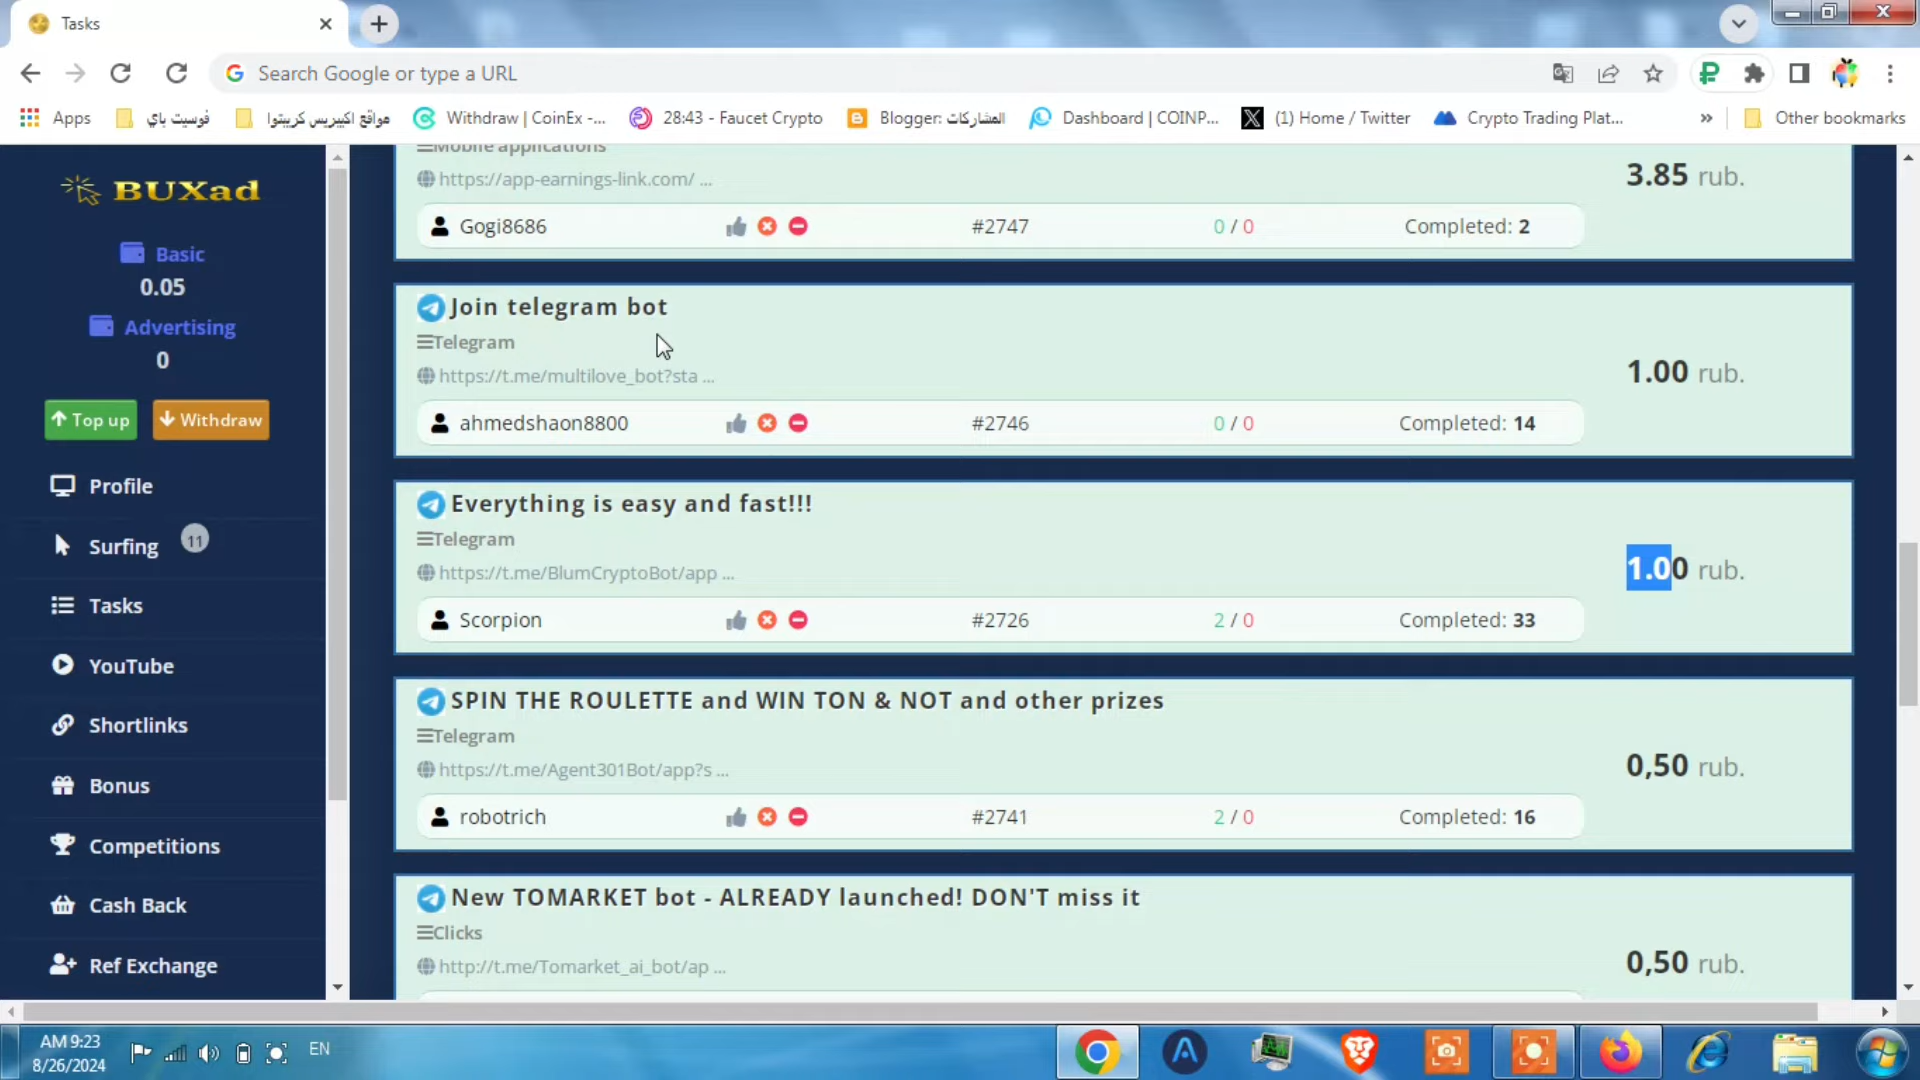 Tasks
Search Google or type a URL
Apps
فوسيت باي
مواقع اكبيريس كريبتوا
Withdraw | CoinEx -...
28:43 - Faucet Crypto
Blogger: المشاركات
Dashboard | COINP...
(1) Home / Twitter
Crypto Trading Plat...
»
Other bookmarks
BUXad
Basic
0.05
Advertising
0
Top up
Withdraw
Profile
Surfing 11
Tasks
YouTube
Shortlinks
Bonus
Competitions
Cash Back
Ref Exchange
Mobile applications
https://app-earnings-link.com/ ...
3.85 rub.
Gogi8686 #2747 0 / 0 Completed: 2
Join telegram bot
Telegram
https://t.me/multilove_bot?sta ...
1.00 rub.
ahmedshaon8800 #2746 0 / 0 Completed: 14
Everything is easy and fast!!!
Telegram
https://t.me/BlumCryptoBot/app ...
1.00 rub.
Scorpion #2726 2 / 0 Completed: 33
SPIN THE ROULETTE and WIN TON & NOT and other prizes
Telegram
https://t.me/Agent301Bot/app?s ...
0,50 rub.
robotrich #2741 2 / 0 Completed: 16
New TOMARKET bot - ALREADY launched! DON'T miss it
Clicks
http://t.me/Tomarket_ai_bot/ap ...
0,50 rub.
AM 9:23
8/26/2024
EN